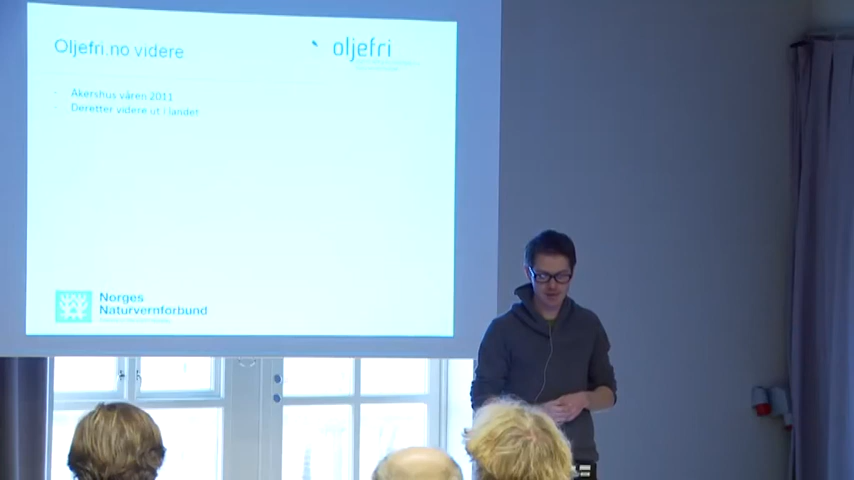 Oljefri.no videre
oljefri
- Akershus våren 2011
- Deretter videre ut i landet
Norges
Naturvernforbund